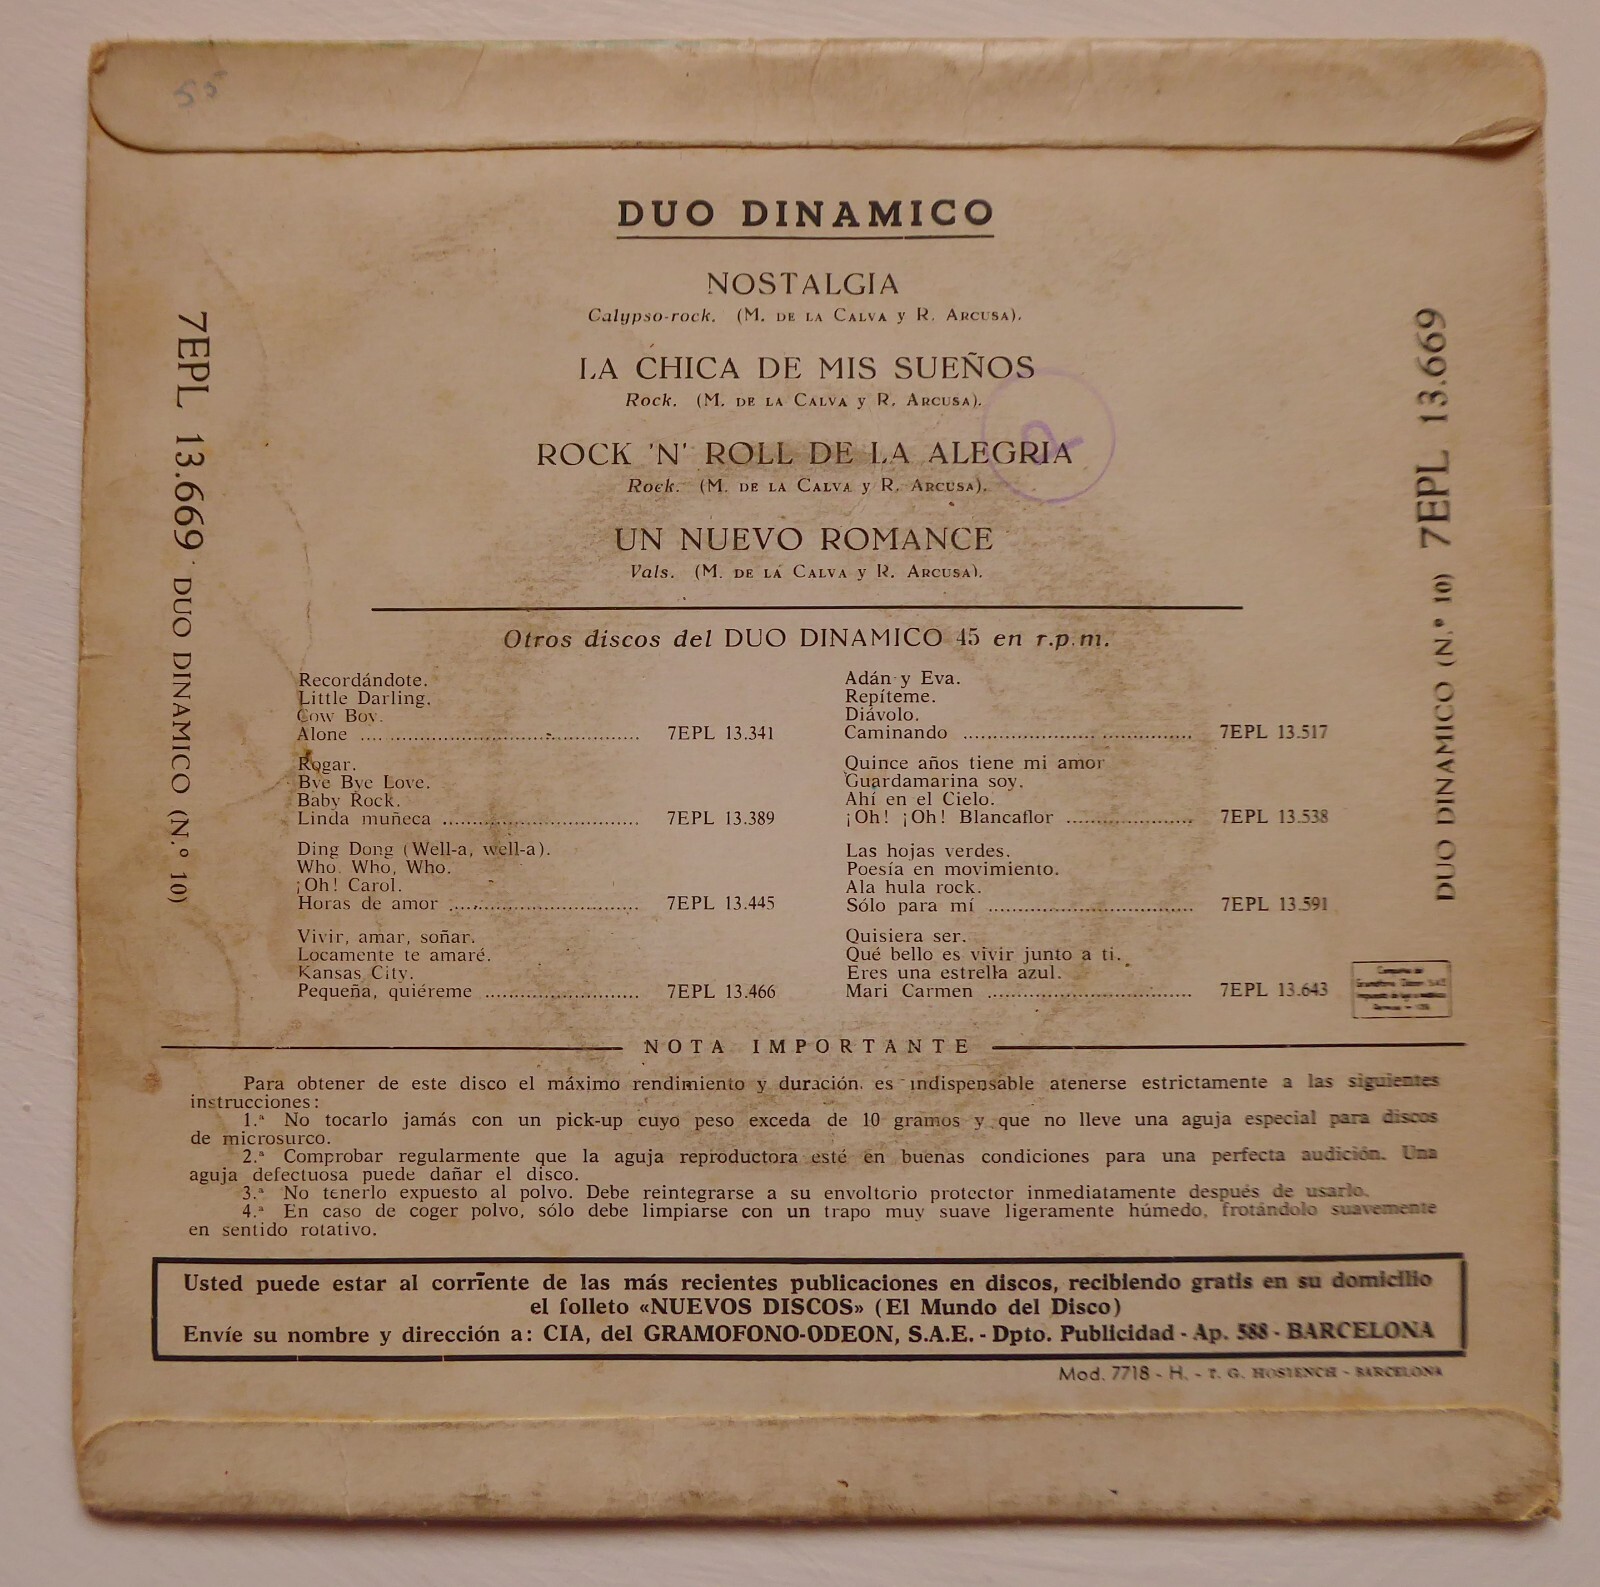 55
DUO DINAMICO
NOSTALGIA
Calypso-rock. (M. DE LA CALVA y R. ARCUSA).
LA CHICA DE MIS SUEÑOS
Rock. (M. DE LA CALVA y R. ARCUSA).
ROCK 'N' ROLL DE LA ALEGRIA
Rock. (M. DE LA CALVA y R. ARCUSA).
UN NUEVO ROMANCE
Vals. (M. DE LA CALVA y R. ARCUSA).
7EPL 13.669 DUO DINAMICO (N.º 10)
DUO DINAMICO (N.º 10) 7EPL 13.669
Otros discos del DUO DINAMICO 45 en r.p.m.
Recordándote.
Little Darling.
Cow Boy.
Alone .... 7EPL 13.341
Rogar.
Bye Bye Love.
Baby Rock.
Linda muñeca .... 7EPL 13.389
Ding Dong (Well-a, well-a).
Who. Who, Who.
¡Oh! Carol.
Horas de amor .... 7EPL 13.445
Vivir, amar, soñar.
Locamente te amaré.
Kansas City.
Pequeña, quiéreme .... 7EPL 13.466
Adán y Eva.
Repíteme.
Diávolo.
Caminando .... 7EPL 13.517
Quince años tiene mi amor
Guardamarina soy.
Ahí en el Cielo.
¡Oh! ¡Oh! Blancaflor .... 7EPL 13.538
Las hojas verdes.
Poesía en movimiento.
Ala hula rock.
Sólo para mí .... 7EPL 13.591
Quisiera ser.
Qué bello es vivir junto a ti.
Eres una estrella azul.
Mari Carmen .... 7EPL 13.643
NOTA IMPORTANTE
Para obtener de este disco el máximo rendimiento y duración, es indispensable atenerse estrictamente a las siguientes
instrucciones:
1.ª No tocarlo jamás con un pick-up cuyo peso exceda de 10 gramos y que no lleve una aguja especial para discos
de microsurco.
2.ª Comprobar regularmente que la aguja reproductora esté en buenas condiciones para una perfecta audición. Una
aguja defectuosa puede dañar el disco.
3.ª No tenerlo expuesto al polvo. Debe reintegrarse a su envoltorio protector inmediatamente después de usarlo.
4.ª En caso de coger polvo, sólo debe limpiarse con un trapo muy suave ligeramente húmedo, frotándolo suavemente
en sentido rotativo.
Usted puede estar al corriente de las más recientes publicaciones en discos, recibiendo gratis en su domicilio
el folleto «NUEVOS DISCOS» (El Mundo del Disco)
Envíe su nombre y dirección a: CIA, del GRAMOFONO-ODEON, S.A.E. - Dpto. Publicidad - Ap. 588 - BARCELONA
Mod. 7718 - H. - T. G. HOSTENCH - BARCELONA